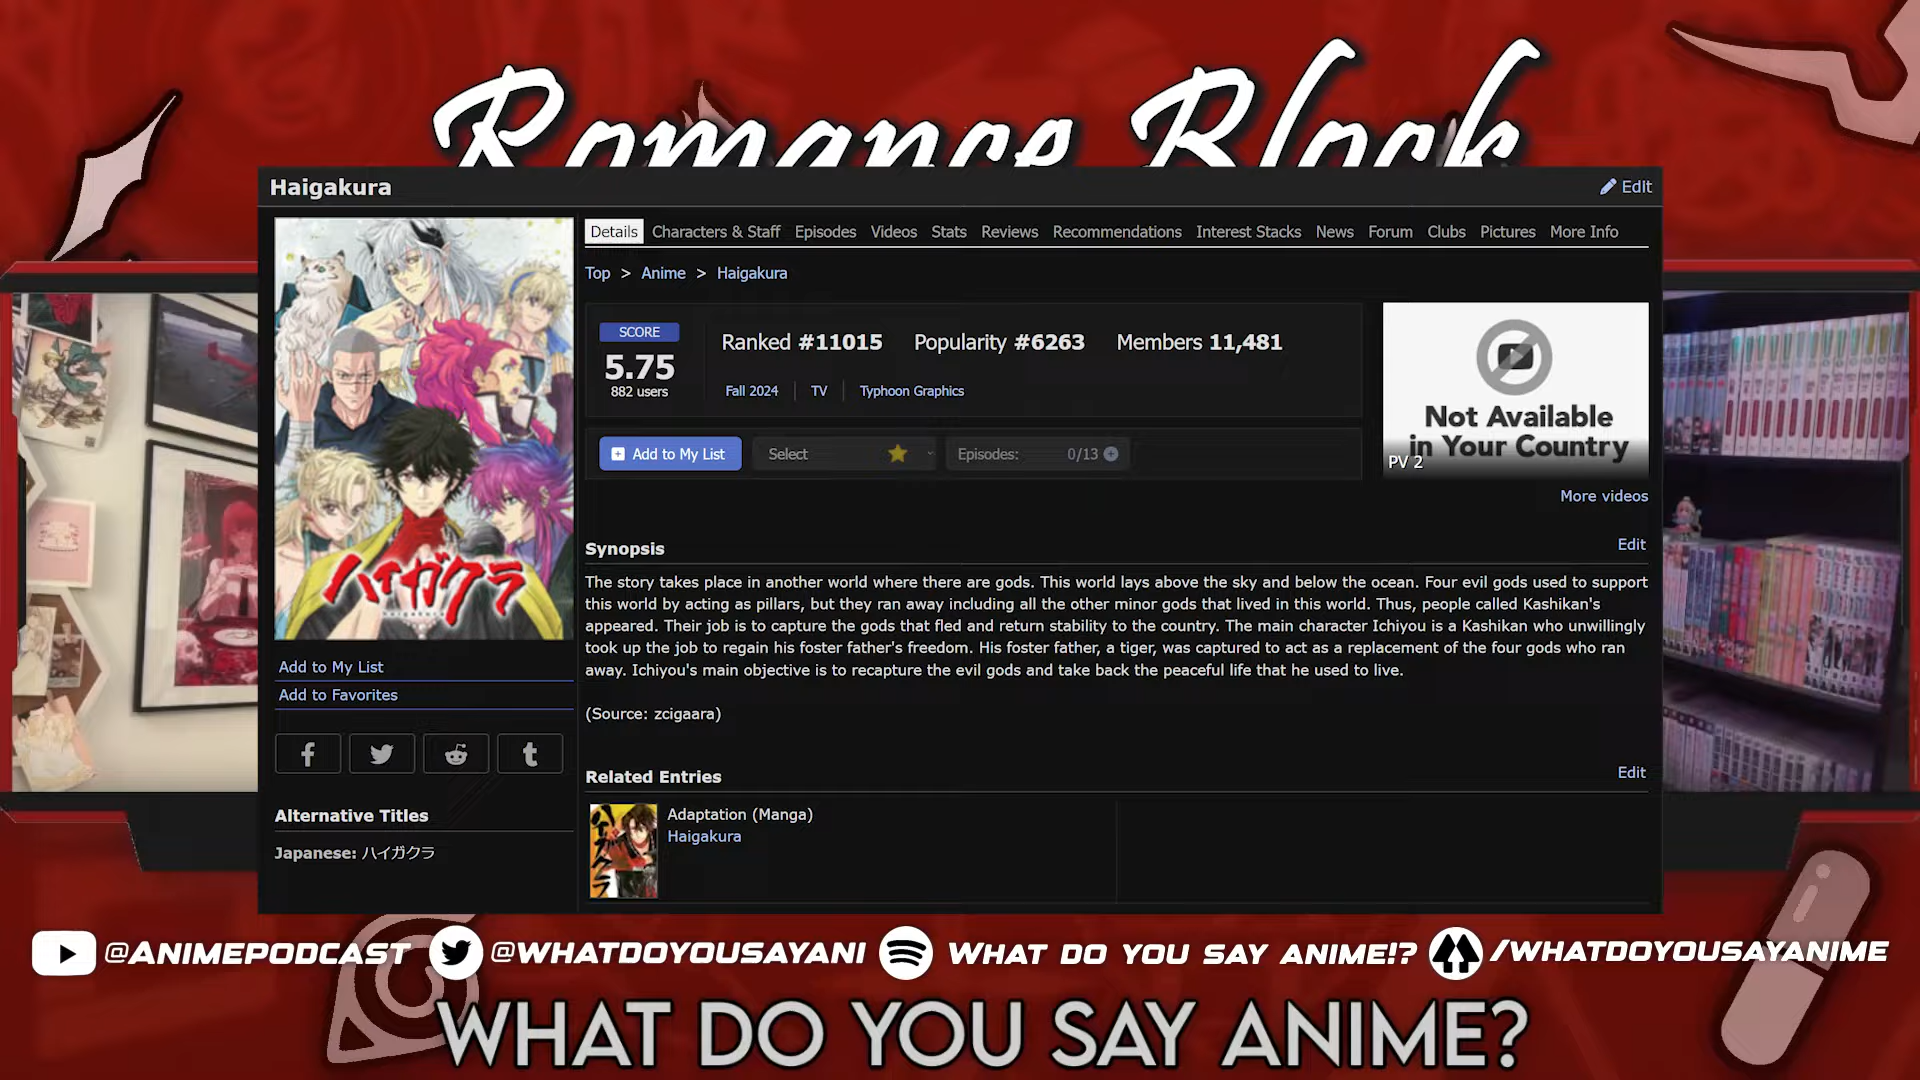 Romance Block
Haigakura
Edit
Details Characters & Staff Episodes Videos Stats Reviews Recommendations Interest Stacks News Forum Clubs Pictures More Info
Top > Anime > Haigakura
SCORE
5.75
882 users
Ranked #11015 Popularity #6263 Members 11,481
Fall 2024 TV Typhoon Graphics
Add to My List Select Episodes: 0/13
Not Available
in Your Country
PV 2
More videos
ハイガクラ
Synopsis
Edit
The story takes place in another world where there are gods. This world lays above the sky and below the ocean. Four evil gods used to support
this world by acting as pillars, but they ran away including all the other minor gods that lived in this world. Thus, people called Kashikan's
appeared. Their job is to capture the gods that fled and return stability to the country. The main character Ichiyou is a Kashikan who unwillingly
took up the job to regain his foster father's freedom. His foster father, a tiger, was captured to act as a replacement of the four gods who ran
away. Ichiyou's main objective is to recapture the evil gods and take back the peaceful life that he used to live.
(Source: zcigaara)
Add to My List
Add to Favorites
Alternative Titles
Japanese: ハイガクラ
Related Entries
Edit
ハイガクラ
Adaptation (Manga)
Haigakura
@ANIMEPODCAST @WHATDOYOUSAYANI WHAT DO YOU SAY ANIME!? /WHATDOYOUSAYANIME
WHAT DO YOU SAY ANIME?